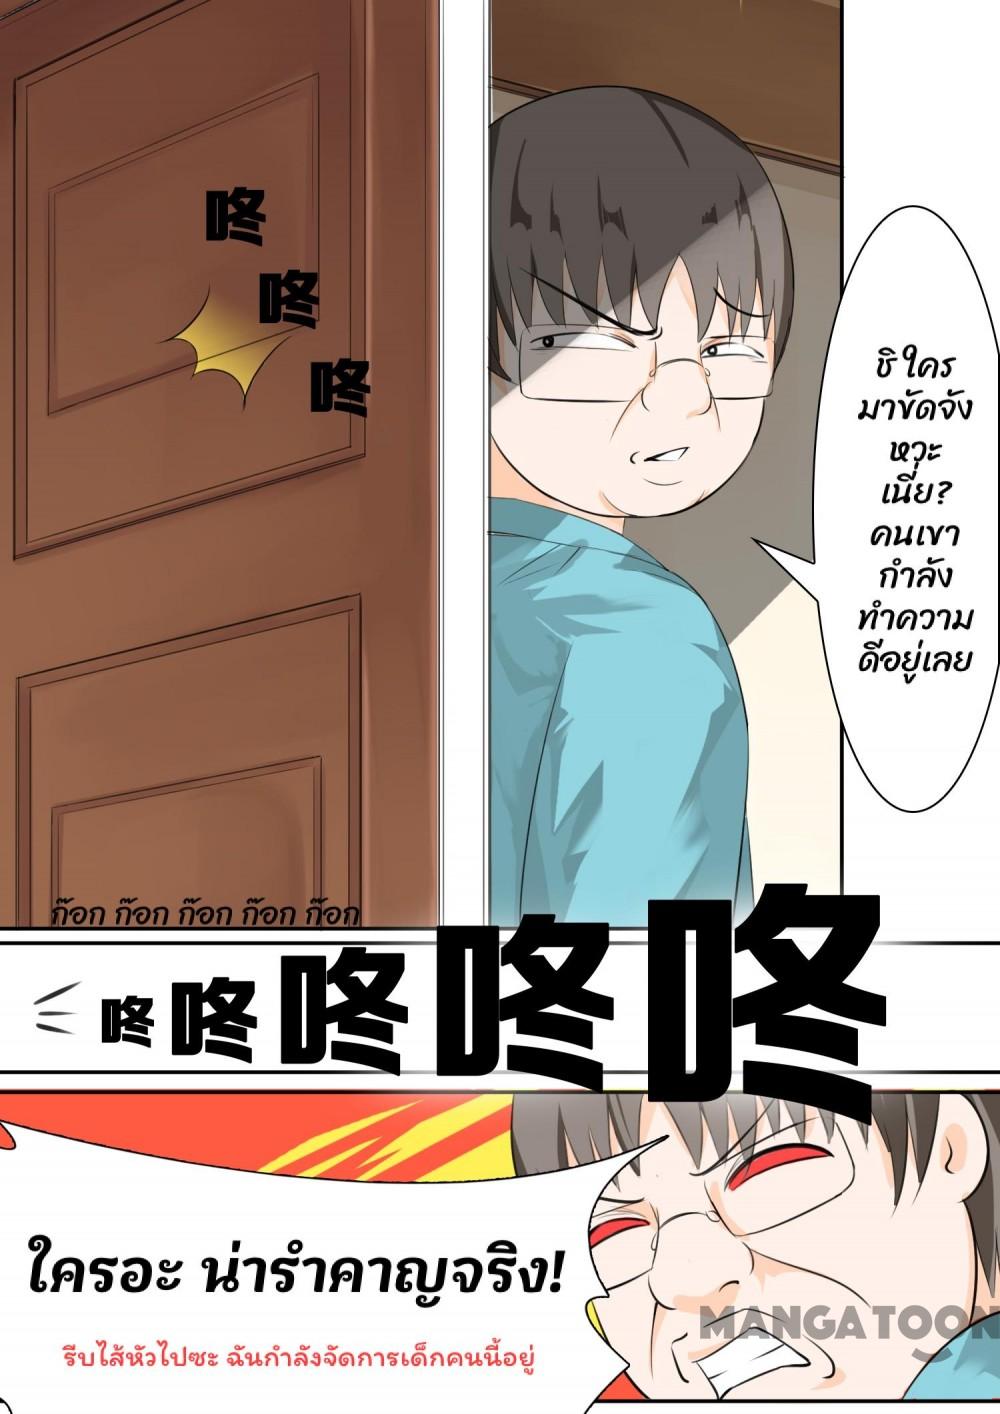 咚
咚
咚
ชิ ใคร
มาขัดจัง
หวะ
เนี่ย?
คนเขา
กำลัง
ทำความ
ดีอยู่เลย
ก๊อก ก๊อก ก๊อก ก๊อก ก๊อก
咚咚咚咚咚
ใครอะ น่ารำคาญจริง!
รีบไส้หัวไปซะ ฉันกำลังจัดการเด็กคนนี้อยู่
MANGATOON